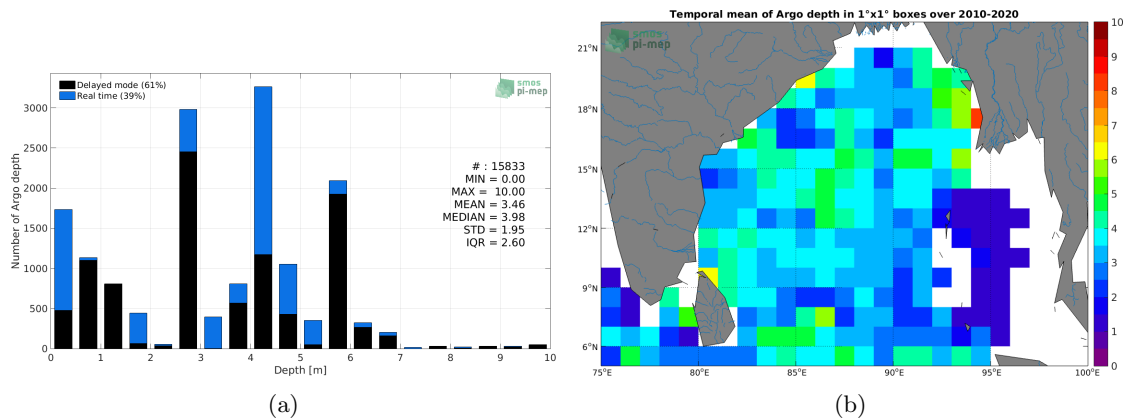 Delayed mode (61%)
Real time (39%)
smos
pi-mep
Number of Argo depth
3000
2500
2000
1500
1000
500
0
# : 15833
MIN = 0.00
MAX = 10.00
MEAN = 3.46
MEDIAN = 3.98
STD = 1.95
IQR = 2.60
0 1 2 3 4 5 6 7 8 9 10
Depth [m]
(a)
Temporal mean of Argo depth in 1°x1° boxes over 2010-2020
smos
pi-mep
21°N
18°N
15°N
12°N
9°N
6°N
75°E 80°E 85°E 90°E 95°E 100°E
10
9
8
7
6
5
4
3
2
1
0
(b)